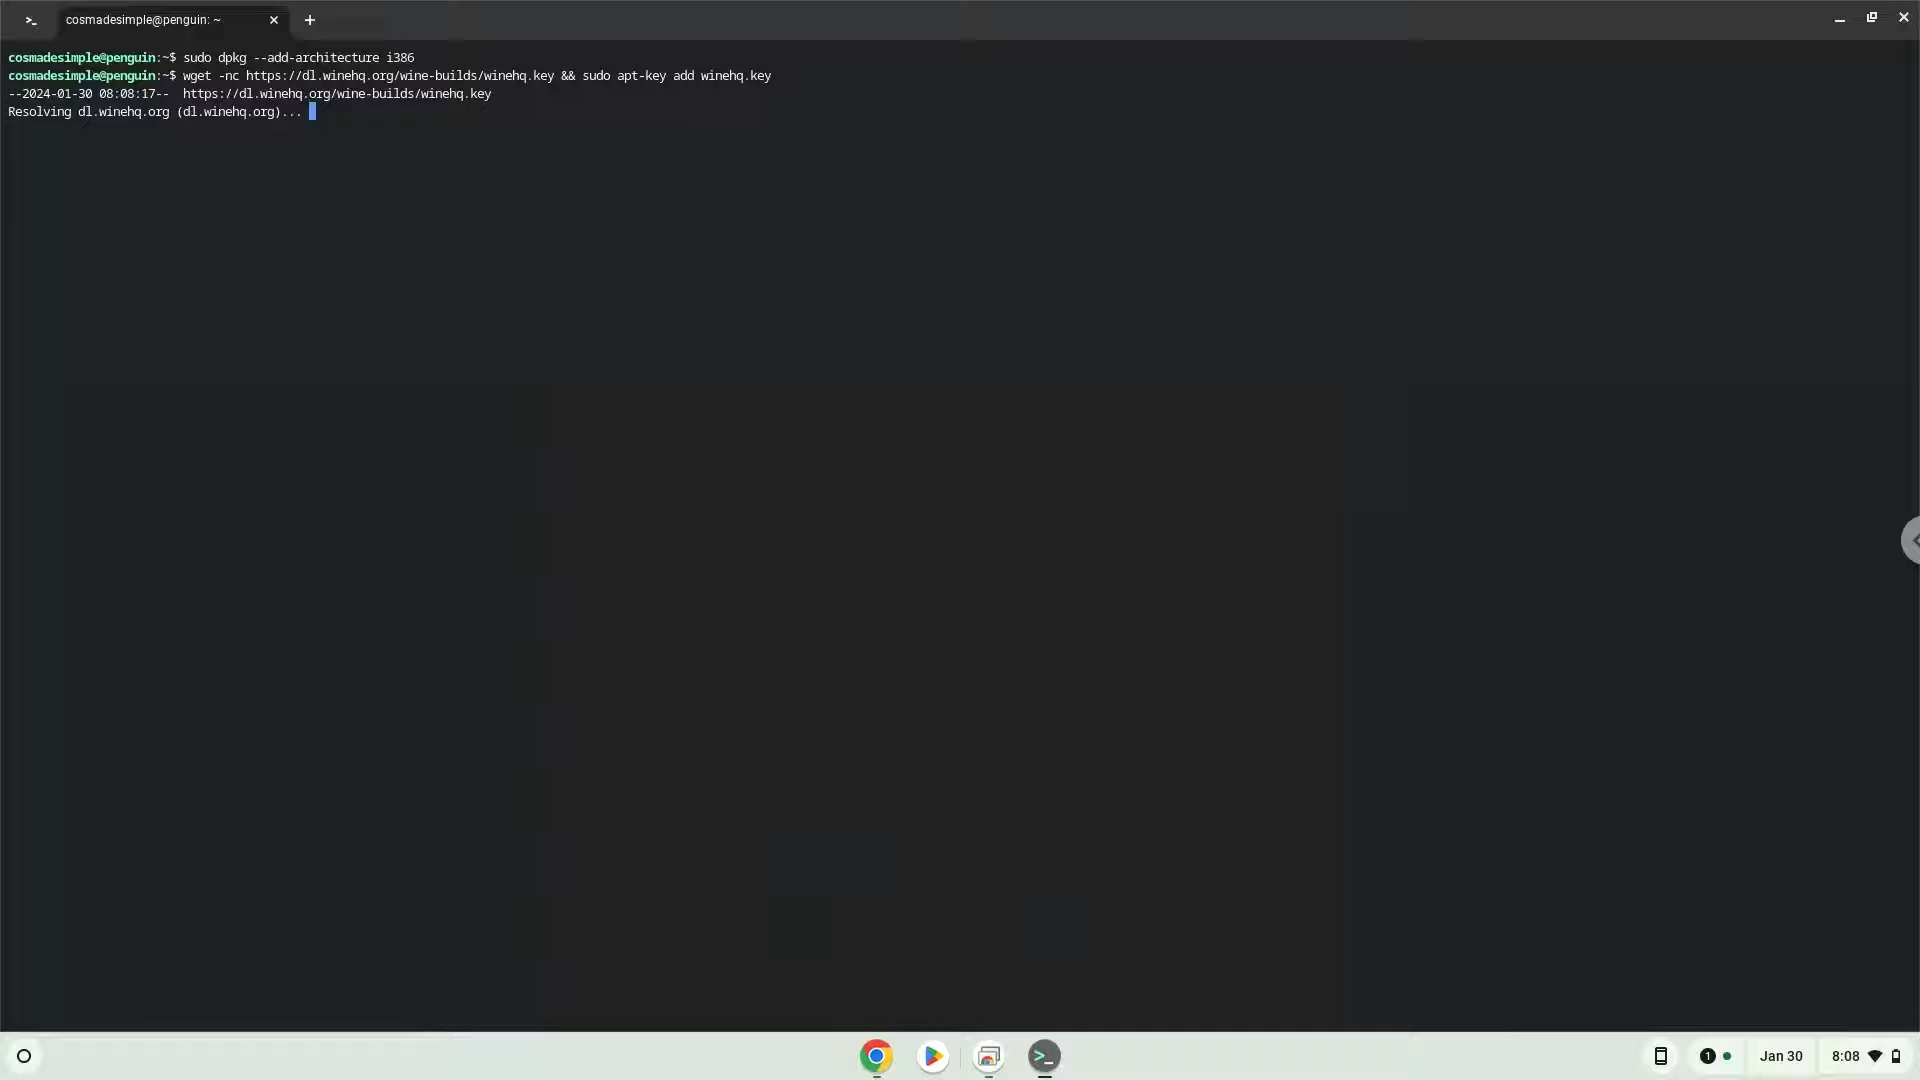 cosmadesimple@penguin: ~
cosmadesimple@penguin:~$ sudo dpkg --add-architecture i386
cosmadesimple@penguin:~$ wget -nc https://dl.winehq.org/wine-builds/winehq.key && sudo apt-key add winehq.key
--2024-01-30 08:08:17--  https://dl.winehq.org/wine-builds/winehq.key
Resolving dl.winehq.org (dl.winehq.org)...
1
Jan 30
8:08